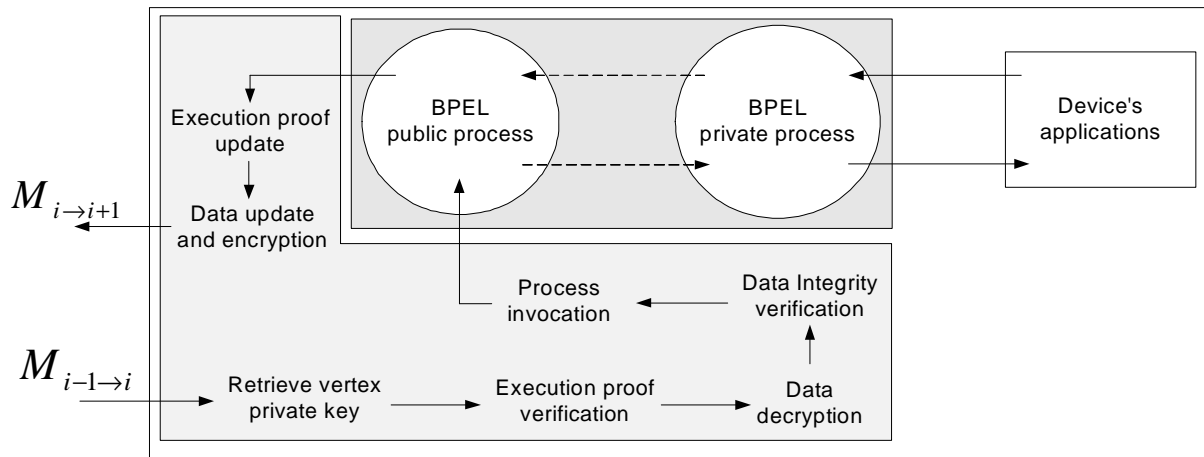 Execution proof
update
Data update
and encryption
M i→i+1
BPEL
public process
BPEL
private process
Device's
applications
Process
invocation
Data Integrity
verification
M i−1→i
Retrieve vertex
private key
Execution proof
verification
Data
decryption